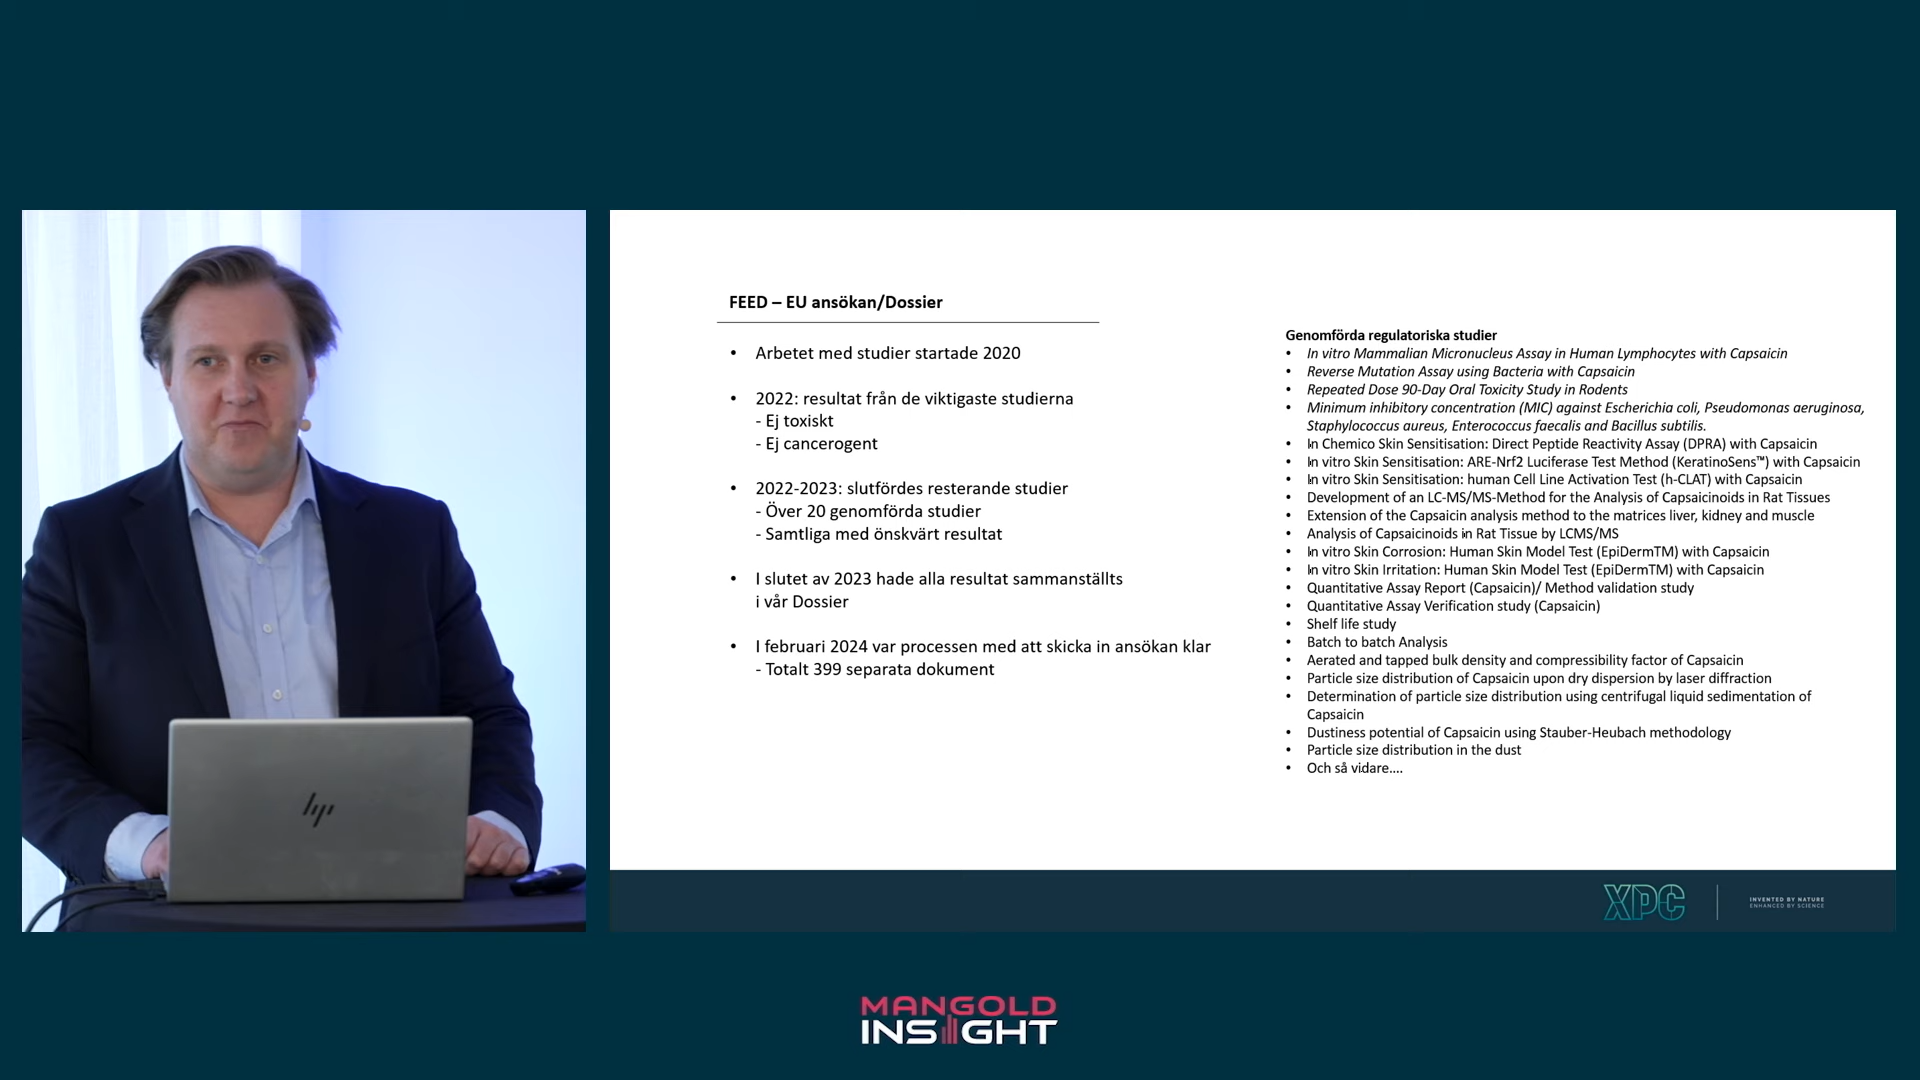 FEED – EU ansökan/Dossier
• Arbetet med studier startade 2020
• 2022: resultat från de viktigaste studierna
- Ej toxiskt
- Ej cancerogent
• 2022-2023: slutfördes resterande studier
- Över 20 genomförda studier
- Samtliga med önskvärt resultat
• I slutet av 2023 hade alla resultat sammanställts
i vår Dossier
• I februari 2024 var processen med att skicka in ansökan klar
- Totalt 399 separata dokument
Genomförda regulatoriska studier
• In vitro Mammalian Micronucleus Assay in Human Lymphocytes with Capsaicin
• Reverse Mutation Assay using Bacteria with Capsaicin
• Repeated Dose 90-Day Oral Toxicity Study in Rodents
• Minimum inhibitory concentration (MIC) against Escherichia coli, Pseudomonas aeruginosa,
Staphylococcus aureus, Enterococcus faecalis and Bacillus subtilis.
• In Chemico Skin Sensitisation: Direct Peptide Reactivity Assay (DPRA) with Capsaicin
• In vitro Skin Sensitisation: ARE-Nrf2 Luciferase Test Method (KeratinoSens™) with Capsaicin
• In vitro Skin Sensitisation: human Cell Line Activation Test (h-CLAT) with Capsaicin
• Development of an LC-MS/MS-Method for the Analysis of Capsaicinoids in Rat Tissues
• Extension of the Capsaicin analysis method to the matrices liver, kidney and muscle
• Analysis of Capsaicinoids in Rat Tissue by LCMS/MS
• In vitro Skin Corrosion: Human Skin Model Test (EpiDermTM) with Capsaicin
• In vitro Skin Irritation: Human Skin Model Test (EpiDermTM) with Capsaicin
• Quantitative Assay Report (Capsaicin)/ Method validation study
• Quantitative Assay Verification study (Capsaicin)
• Shelf life study
• Batch to batch Analysis
• Aerated and tapped bulk density and compressibility factor of Capsaicin
• Particle size distribution of Capsaicin upon dry dispersion by laser diffraction
• Determination of particle size distribution using centrifugal liquid sedimentation of
Capsaicin
• Dustiness potential of Capsaicin using Stauber-Heubach methodology
• Particle size distribution in the dust
• Och så vidare....
hp
XPC
INVENTED BY NATURE
ENHANCED BY SCIENCE
MANGOLD
INSIGHT